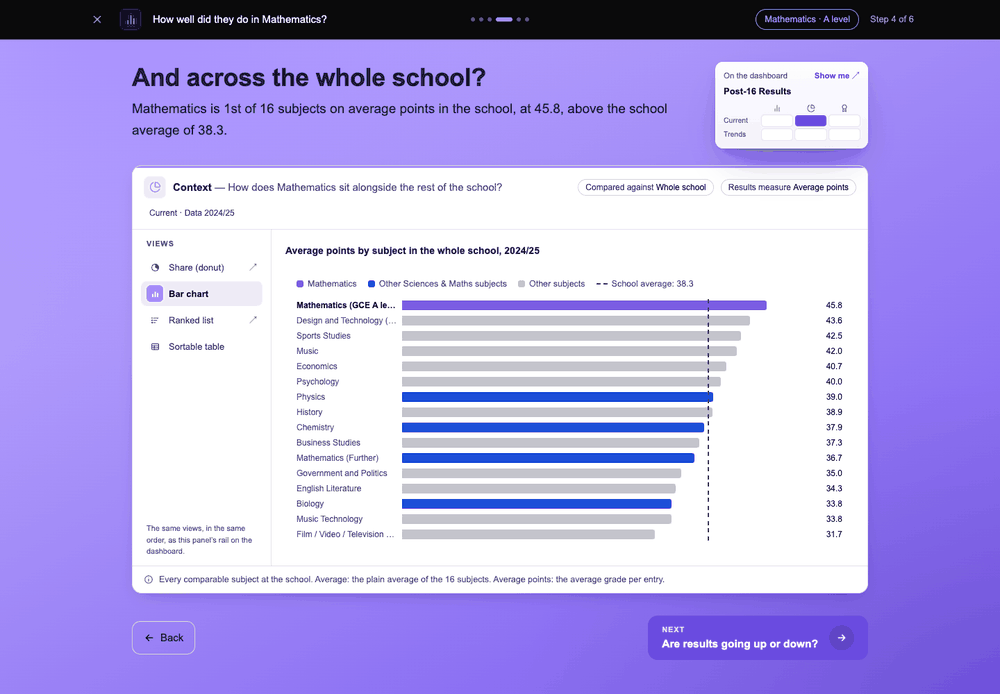 How well did they do in Mathematics?
Mathematics · A level
Step 4 of 6
And across the whole school?
Mathematics is 1st of 16 subjects on average points in the school, at 45.8, above the school
average of 38.3.
On the dashboard
Show me
Post-16 Results
Current
Trends
Context — How does Mathematics sit alongside the rest of the school?
Compared against Whole school
Results measure Average points
Current · Data 2024/25
VIEWS
Share (donut)
Bar chart
Ranked list
Sortable table
The same views, in the same
order, as this panel's rail on the
dashboard.
Average points by subject in the whole school, 2024/25
Mathematics
Other Sciences & Maths subjects
Other subjects
School average: 38.3
Mathematics (GCE A le... 45.8
Design and Technology (... 43.6
Sports Studies 42.5
Music 42.0
Economics 40.7
Psychology 40.0
Physics 39.0
History 38.9
Chemistry 37.9
Business Studies 37.3
Mathematics (Further) 36.7
Government and Politics 35.0
English Literature 34.3
Biology 33.8
Music Technology 33.8
Film / Video / Television ... 31.7
Every comparable subject at the school. Average: the plain average of the 16 subjects. Average points: the average grade per entry.
Back
NEXT
Are results going up or down?